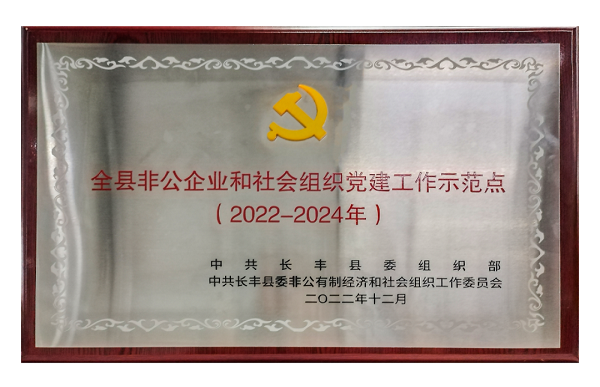 全县非公企业和社会组织党建工作示范点
（2022-2024年）
中共长丰县委组织部
中共长丰县委非公有制经济和社会组织工作委员会
二〇二二年十二月